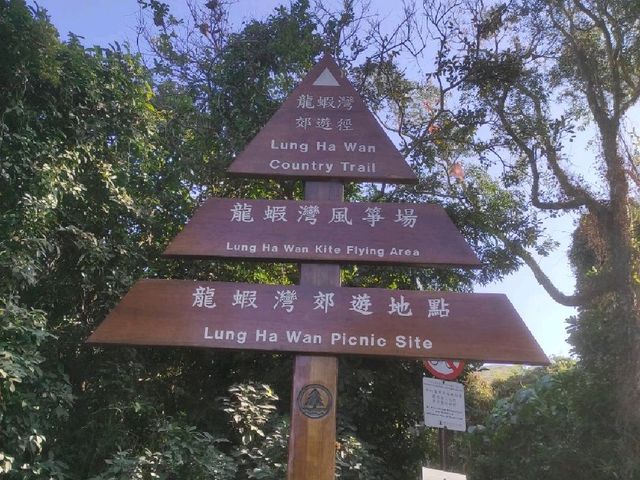 龍蝦灣
郊遊徑
Lung Ha Wan
Country Trail
龍蝦灣風箏場
Lung Ha Wan Kite Flying Area
龍蝦灣郊遊地點
Lung Ha Wan Picnic Site